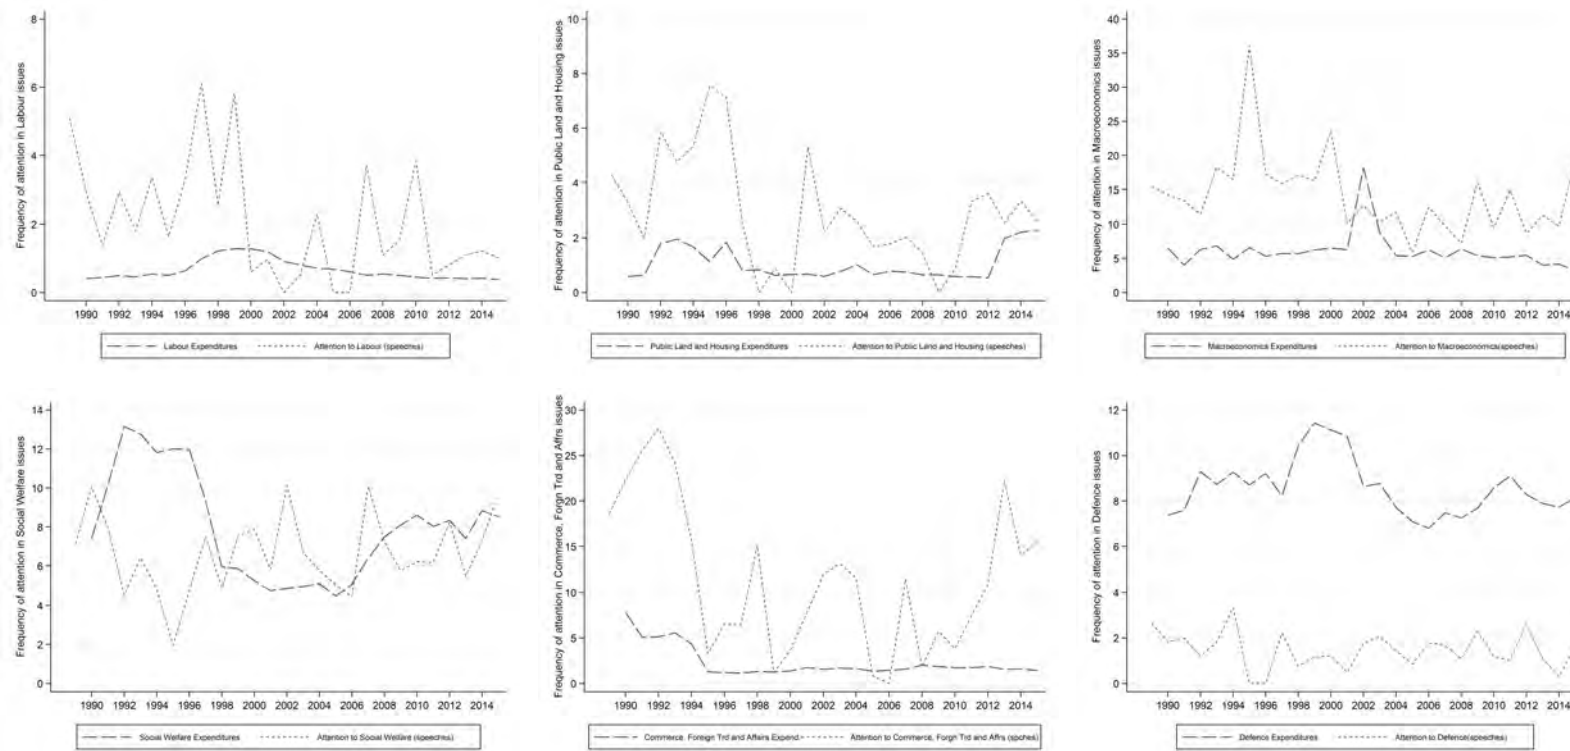 Frequency of attention in Labour issues
8
6
4
2
0
1990 1992 1994 1996 1998 2000 2002 2004 2006 2008 2010 2012 2014
Labour Expenditures Attention to Labour (speeches)
Frequency of attention in Public Land and Housing issues
10
8
6
4
2
0
1990 1992 1994 1996 1998 2000 2002 2004 2006 2008 2010 2012 2014
Public Land and Housing Expenditures Attention to Public Land and Housing (speeches)
Frequency of attention in Macroeconomics issues
40
35
30
25
20
15
10
5
0
1990 1992 1994 1996 1998 2000 2002 2004 2006 2008 2010 2012 2014
Macroeconomics Expenditures Attention to Macroeconomics(speeches)
Frequency of attention in Social Welfare issues
14
12
10
8
6
4
2
0
1990 1992 1994 1996 1998 2000 2002 2004 2006 2008 2010 2012 2014
Social Welfare Expenditures Attention to Social Welfare (speeches)
Frequency of attention in Commerce, Forgn Trd and Affrs issues
30
25
20
15
10
5
0
1990 1992 1994 1996 1998 2000 2002 2004 2006 2008 2010 2012 2014
Commerce, Foreign Trd and Affairs Expend. Attention to Commerce, Forgn Trd and Affrs (spches)
Frequency of attention in Defence issues
12
10
8
6
4
2
0
1990 1992 1994 1996 1998 2000 2002 2004 2006 2008 2010 2012 2014
Defence Expenditures Attention to Defence(speeches)